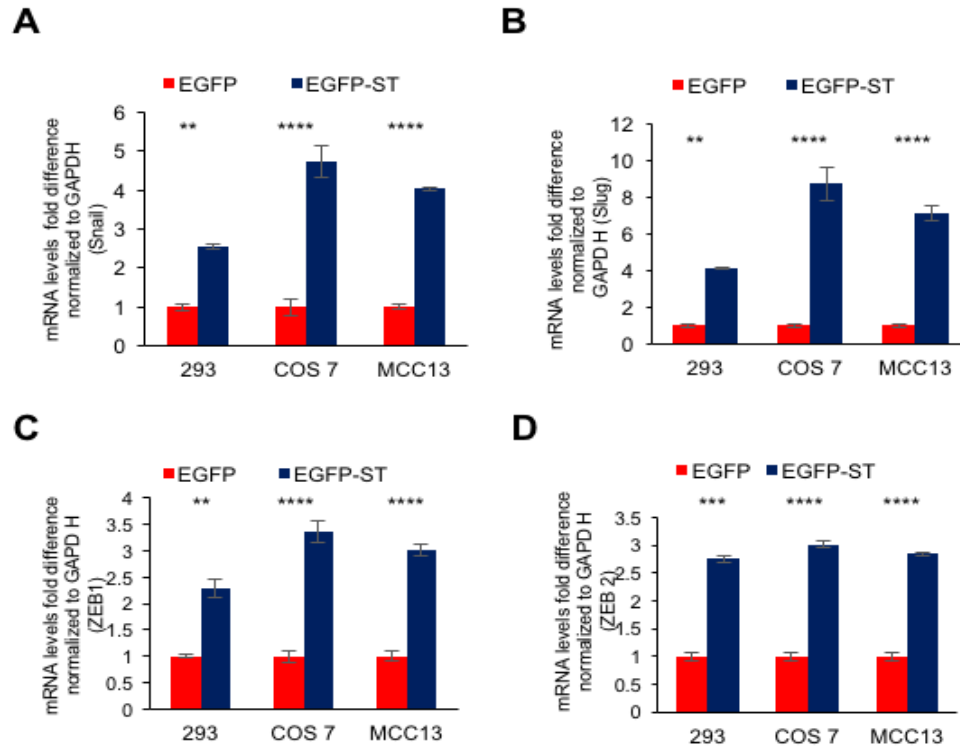 A
EGFP EGFP-ST
mRNA levels fold difference
normalized to GAPDH
(Snail)
6
5
4
3
2
1
0
** **** ****
293 COS 7 MCC13
B
EGFP EGFP-ST
mRNA levels fold difference
normalized to
GAPD H (Slug)
12
10
8
6
4
2
0
** **** ****
293 COS 7 MCC13
C
EGFP EGFP-ST
mRNA levels fold difference
normalized to GAPD H
(ZEB1)
4
3.5
3
2.5
2
1.5
1
0.5
0
** **** ****
293 COS 7 MCC13
D
EGFP EGFP-ST
mRNA levels fold difference
normalized to GAPD H
(ZEB 2)
3.5
3
2.5
2
1.5
1
0.5
0
*** **** ****
293 COS 7 MCC13